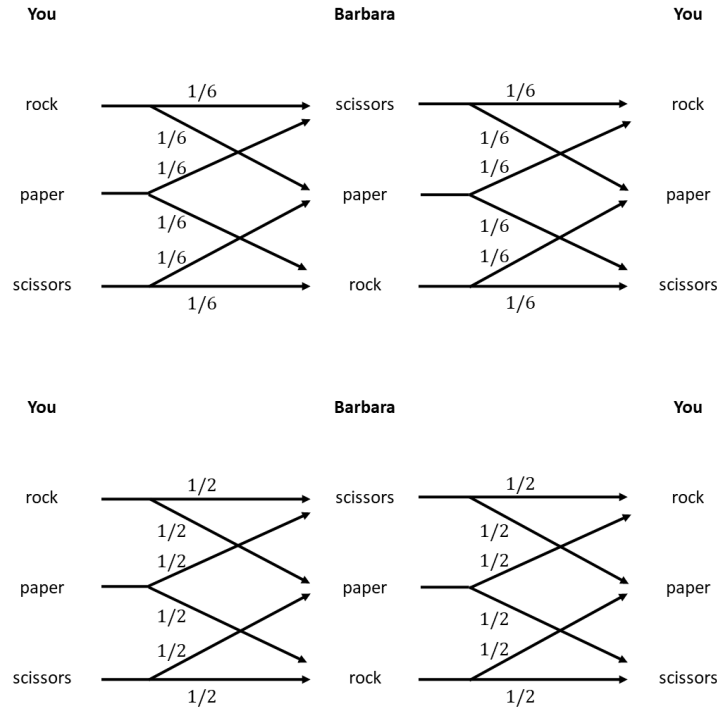 You Barbara You
1/6 1/6
rock scissors rock
1/6 1/6
1/6 1/6
paper paper paper
1/6 1/6
1/6 1/6
scissors rock scissors
1/6 1/6
You Barbara You
1/2 1/2
rock scissors rock
1/2 1/2
1/2 1/2
paper paper paper
1/2 1/2
1/2 1/2
scissors rock scissors
1/2 1/2